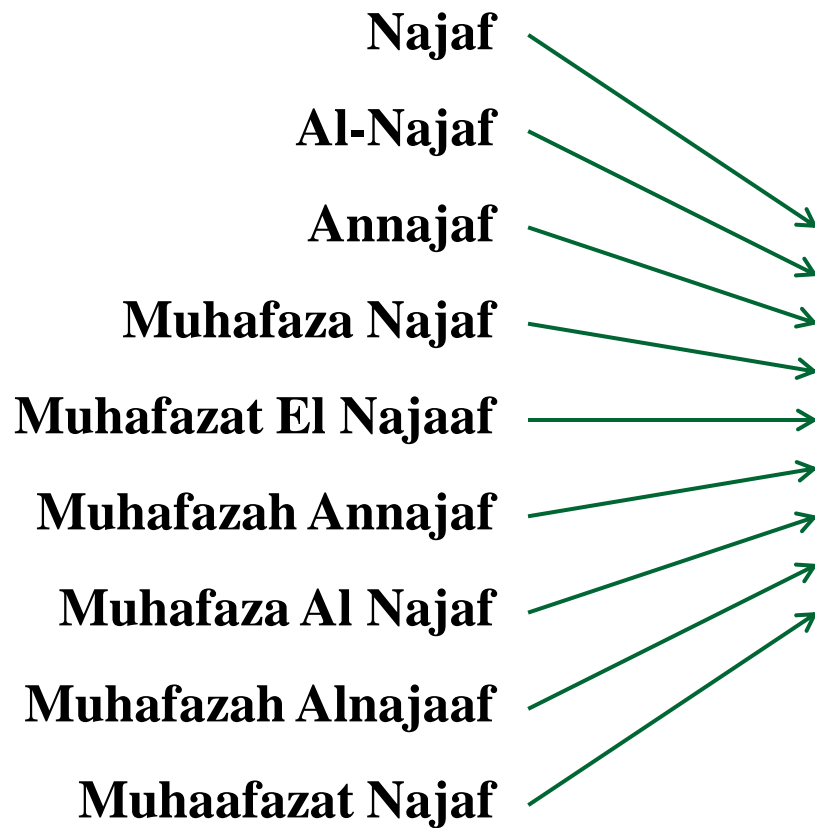 Najaf
Al-Najaf
Annajaf
Muhafaza Najaf
Muhafazat El Najaaf
Muhafazah Annajaf
Muhafaza Al Najaf
Muhafazah Alnajaaf
Muhaafazat Najaf